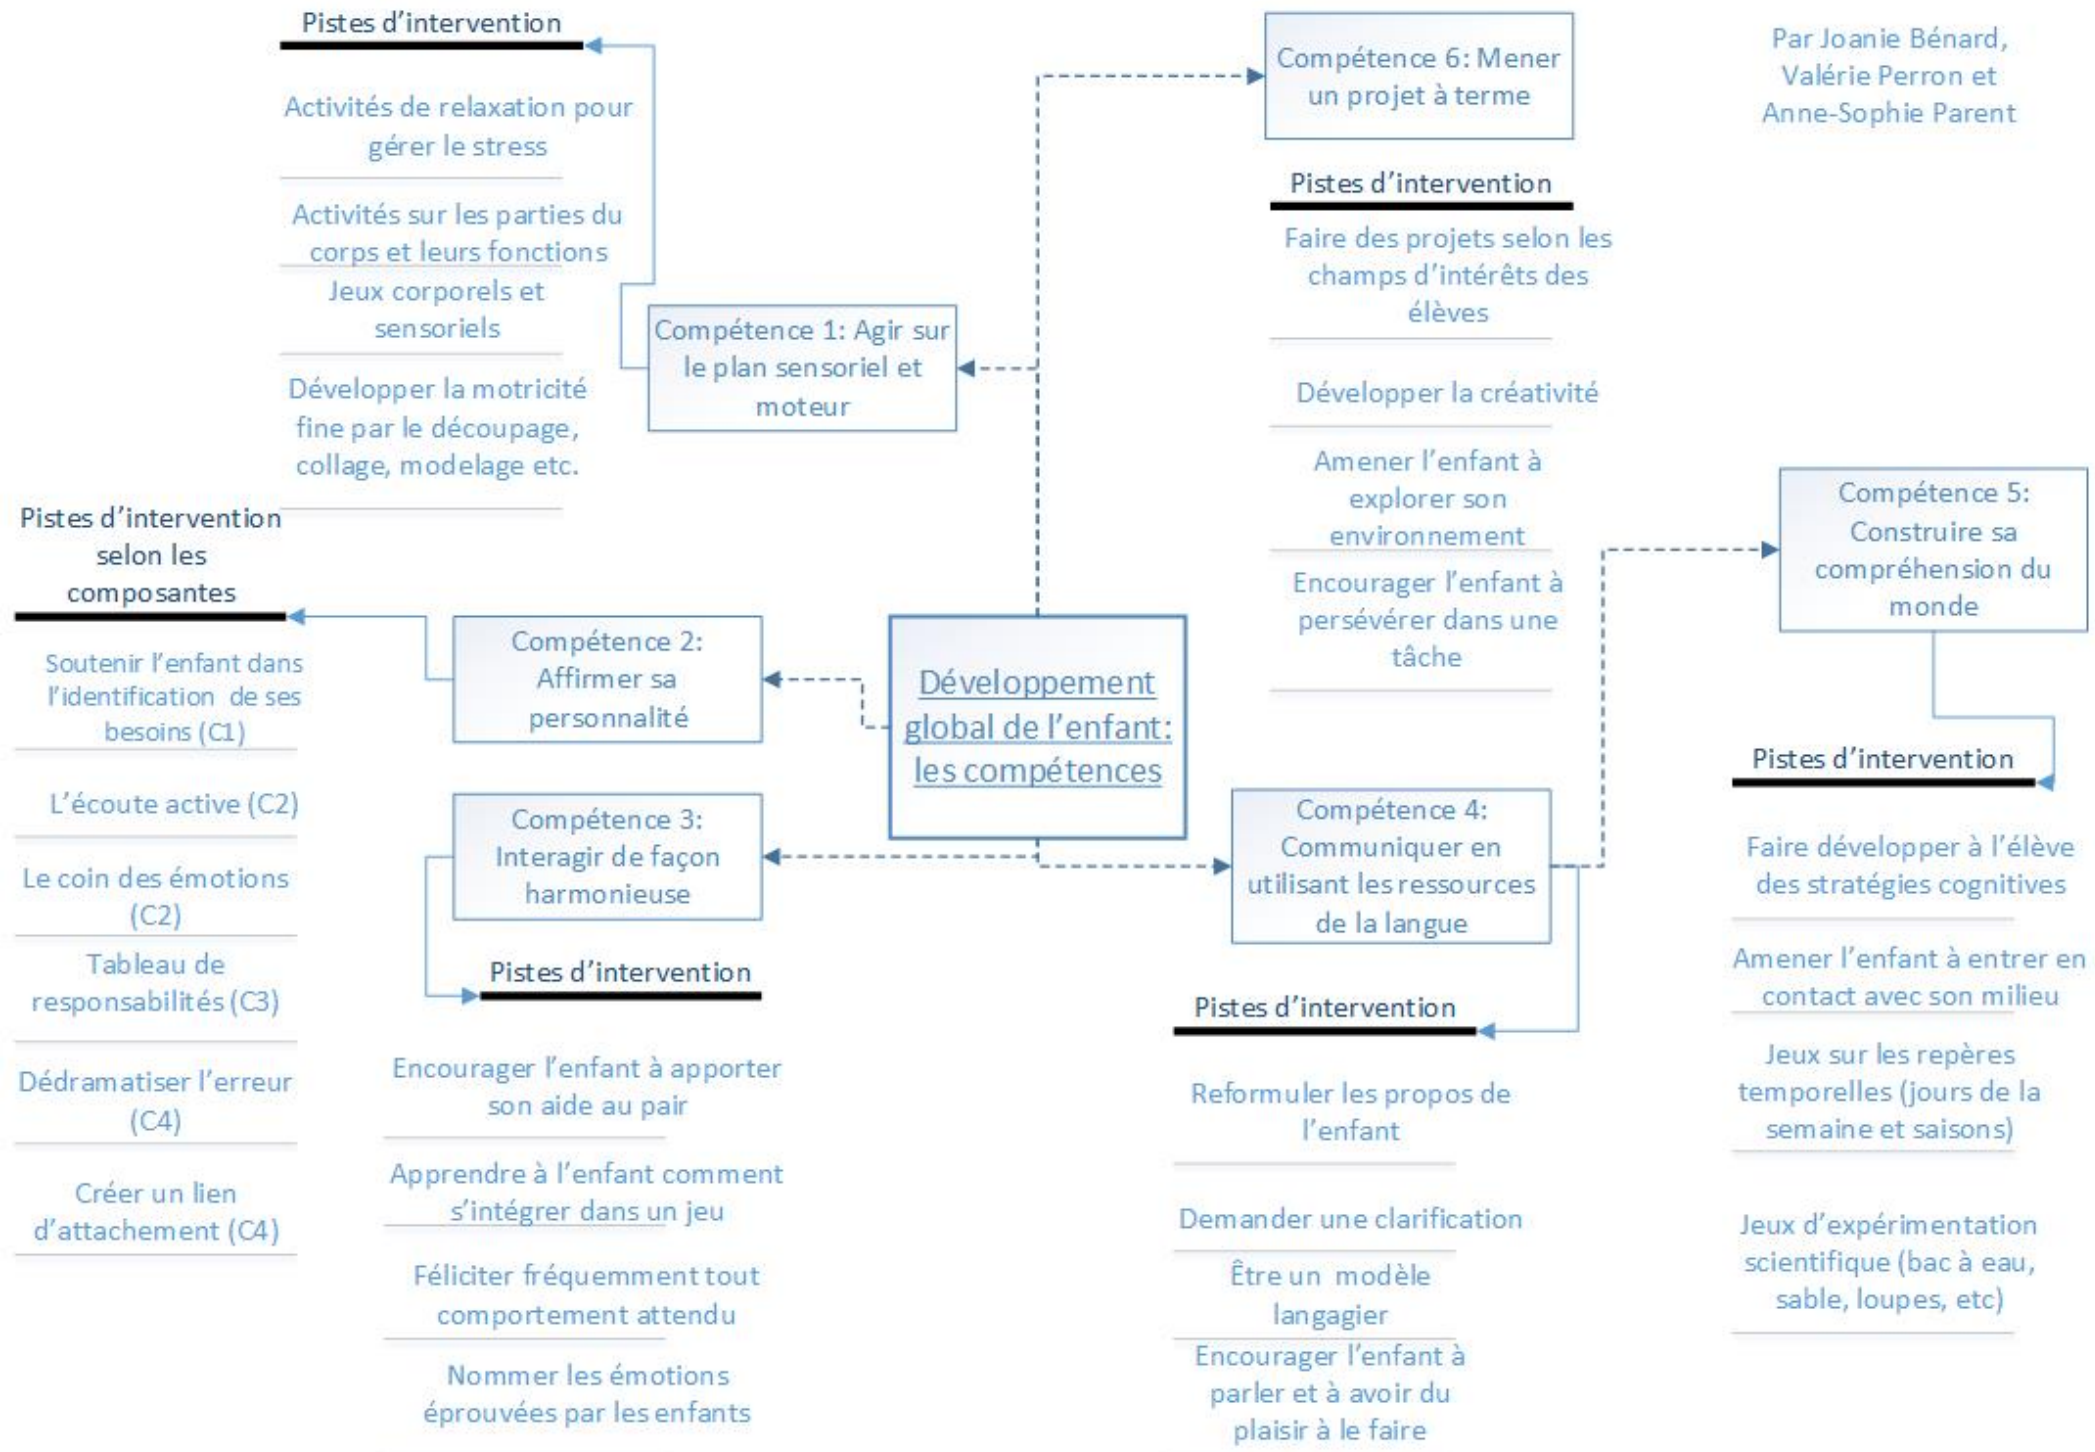 Pistes d'intervention
Activités de relaxation pour
gérer le stress
Activités sur les parties du
corps et leurs fonctions
Jeux corporels et
sensoriels
Développer la motricité
fine par le découpage,
collage, modelage etc.
Compétence 1: Agir sur
le plan sensoriel et
moteur
Compétence 6: Mener
un projet à terme
Pistes d'intervention
Faire des projets selon les
champs d'intérêts des
élèves
Développer la créativité
Amener l'enfant à
explorer son
environnement
Encourager l'enfant à
persévérer dans une
tâche
Par Joanie Bénard,
Valérie Perron et
Anne-Sophie Parent
Pistes d'intervention
selon les
composantes
Soutenir l'enfant dans
l'identification  de ses
besoins (C1)
L'écoute active (C2)
Le coin des émotions
(C2)
Tableau de
responsabilités (C3)
Dédramatiser l'erreur
(C4)
Créer un lien
d'attachement (C4)
Compétence 2:
Affirmer sa
personnalité
Développement
global de l'enfant:
les compétences
Compétence 3:
Interagir de façon
harmonieuse
Pistes d'intervention
Encourager l'enfant à apporter
son aide au pair
Apprendre à l'enfant comment
s'intégrer dans un jeu
Féliciter fréquemment tout
comportement attendu
Nommer les émotions
éprouvées par les enfants
Compétence 4:
Communiquer en
utilisant les ressources
de la langue
Pistes d'intervention
Reformuler les propos de
l'enfant
Demander une clarification
Être un  modèle
langagier
Encourager l'enfant à
parler et à avoir du
plaisir à le faire
Compétence 5:
Construire sa
compréhension du
monde
Pistes d'intervention
Faire développer à l'élève
des stratégies cognitives
Amener l'enfant à entrer en
contact avec son milieu
Jeux sur les repères
temporelles (jours de la
semaine et saisons)
Jeux d'expérimentation
scientifique (bac à eau,
sable, loupes, etc)